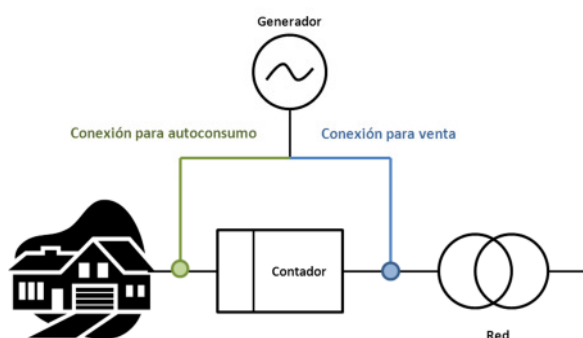 Generador
Conexión para autoconsumo
Conexión para venta
Contador
Red